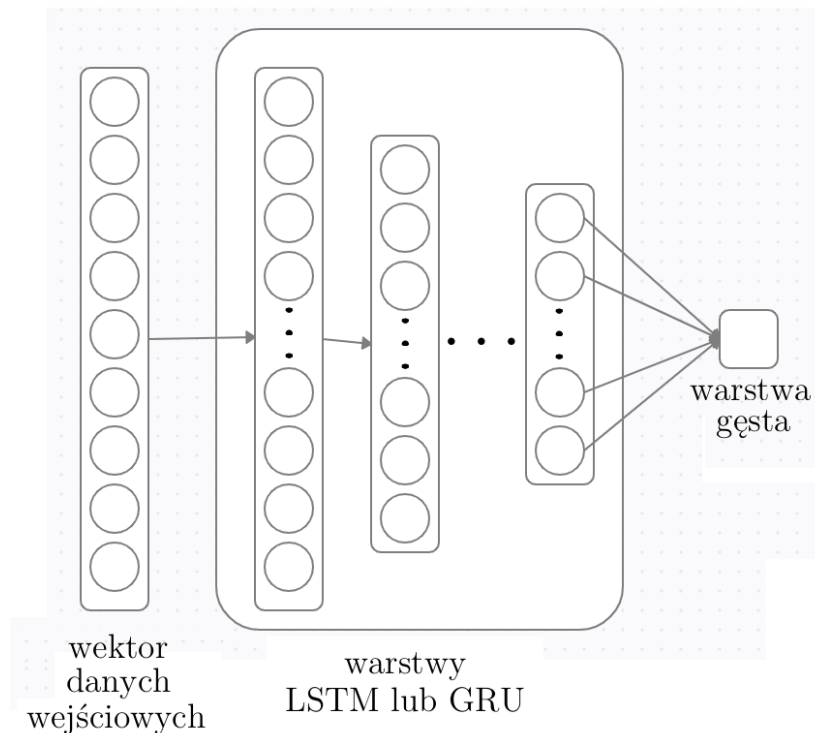 wektor
danych
wejściowych
warstwy
LSTM lub GRU
warstwa
gęsta